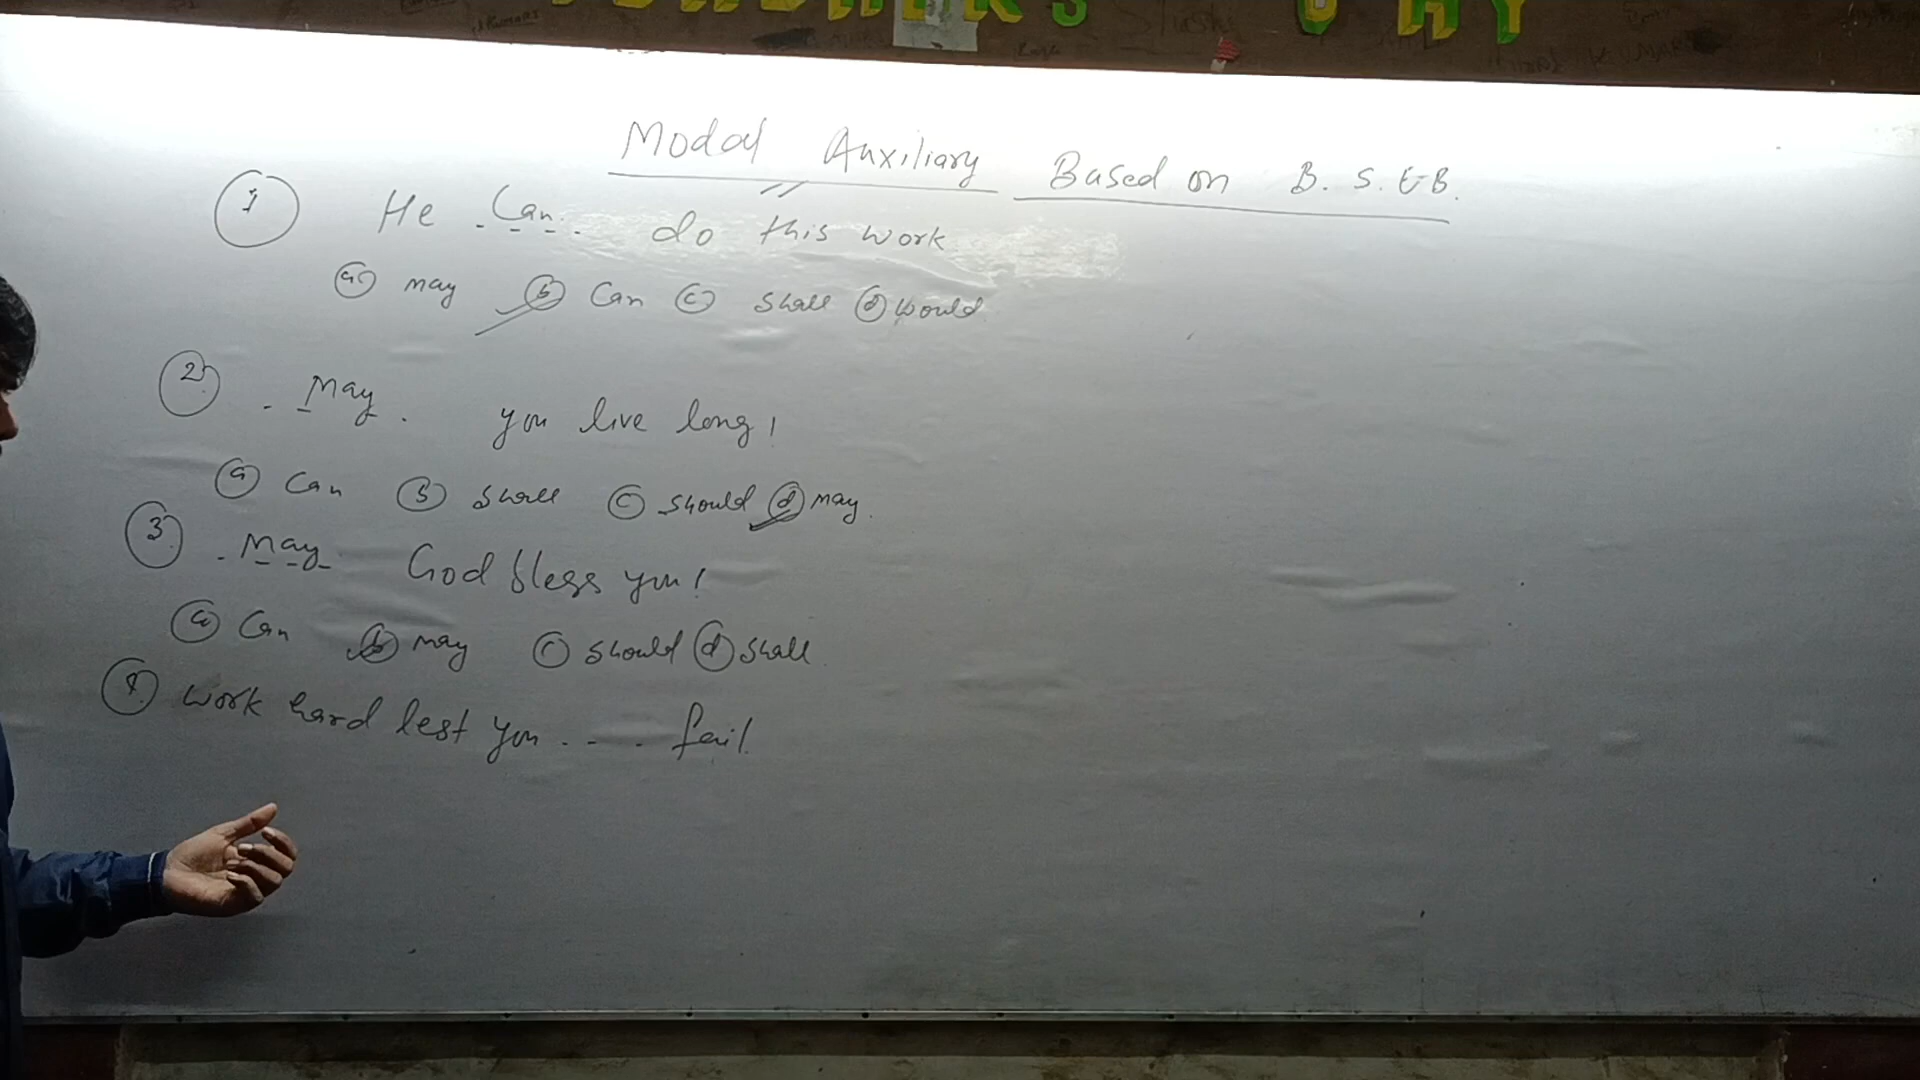 Modal Auxiliary Based on B. S. E. B.
1 He .Can. do this work
(a) may (b) Can (c) shall (d) would
2. May. you live long!
(a) Can (b) shall (c) should (d) may.
3. May God bless you!
(a) Can (b) may (c) should (d) shall
4. work hard lest you .... fail.